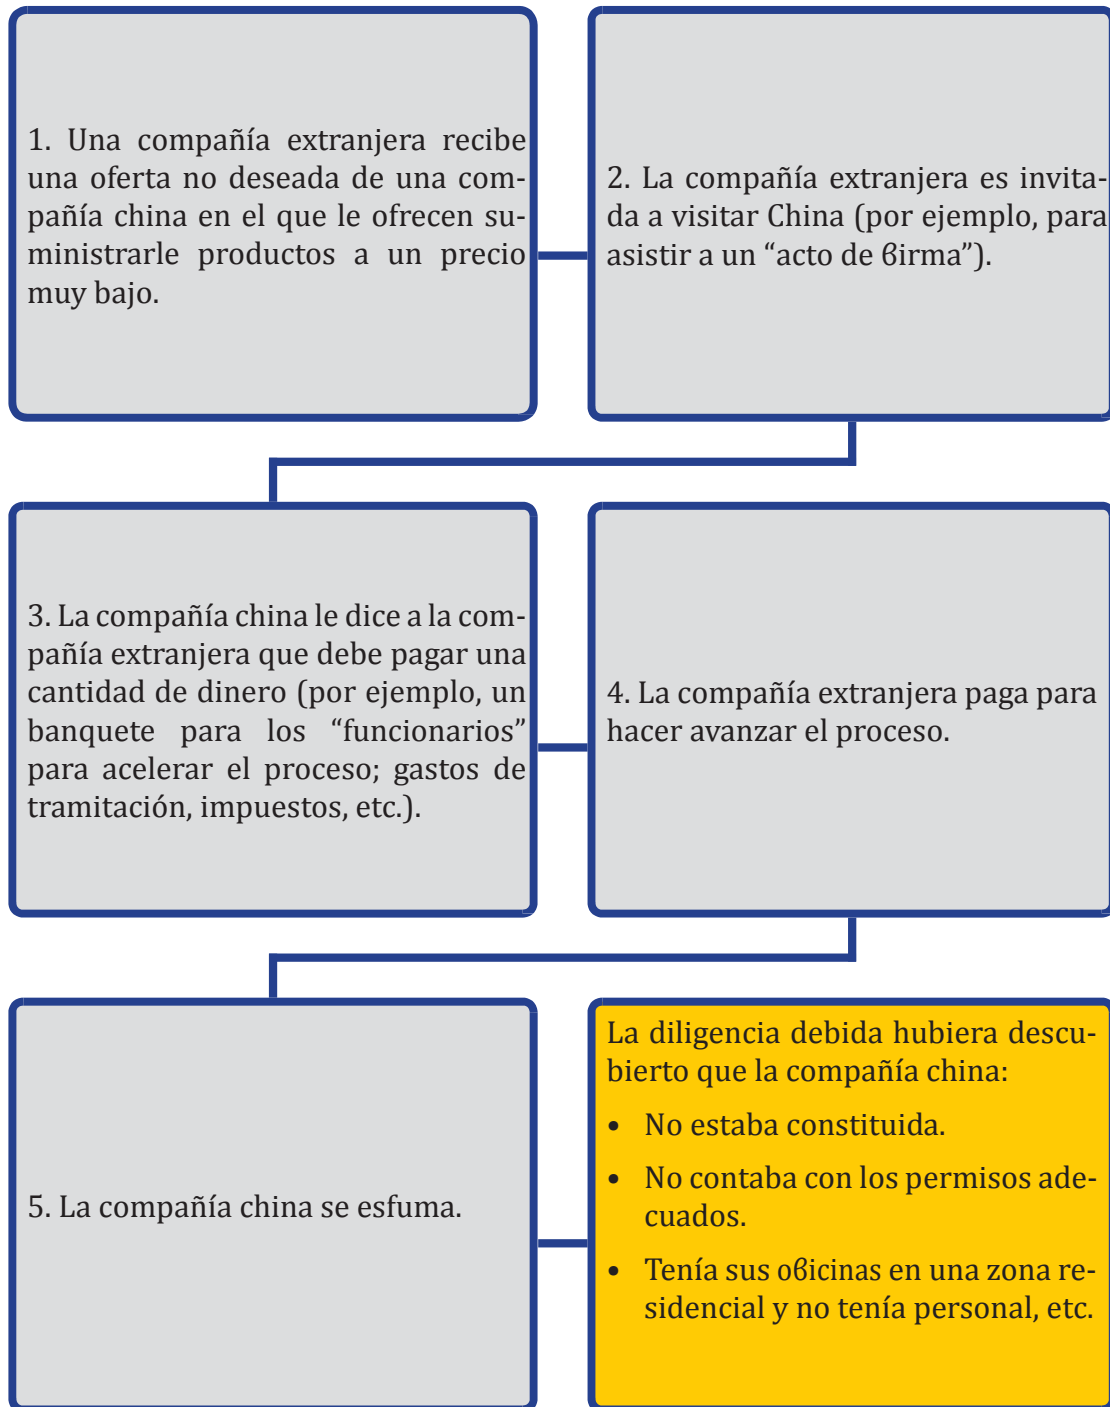 1. Una compañía extranjera recibe
una oferta no deseada de una com-
pañía china en el que le ofrecen su-
ministrarle productos a un precio
muy bajo.
2. La compañía extranjera es invita-
da a visitar China (por ejemplo, para
asistir a un “acto de ϐirma”).
3. La compañía china le dice a la com-
pañía extranjera que debe pagar una
cantidad de dinero (por ejemplo, un
banquete para los “funcionarios”
para acelerar el proceso; gastos de
tramitación, impuestos, etc.).
4. La compañía extranjera paga para
hacer avanzar el proceso.
5. La compañía china se esfuma.
La diligencia debida hubiera descu-
bierto que la compañía china:
• No estaba constituida.
• No contaba con los permisos ade-
cuados.
• Tenía sus oϐicinas en una zona re-
sidencial y no tenía personal, etc.